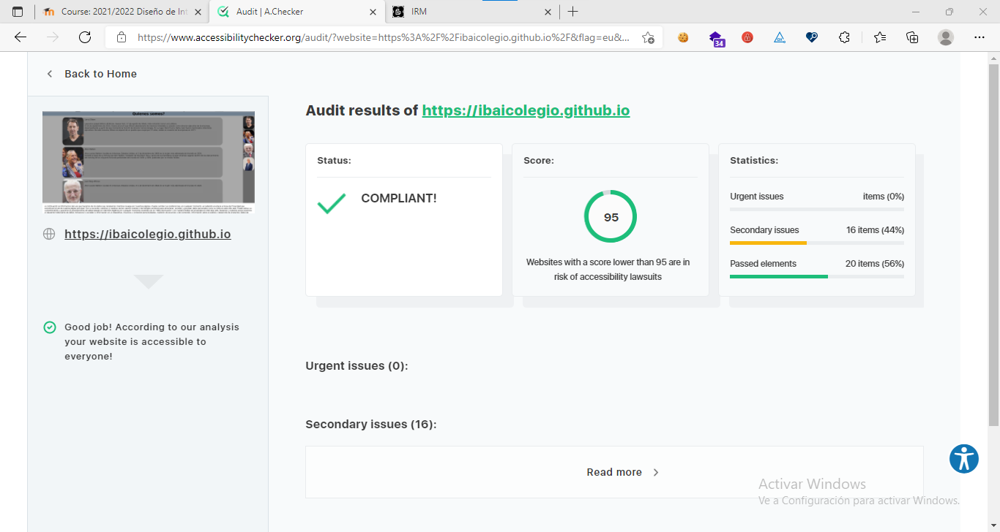 Course: 2021/2022 Diseño de Int
Audit | A.Checker
IRM
https://www.accessibilitychecker.org/audit/?website=https%3A%2F%2Fibaicolegio.github.io%2F&flag=eu&...
34
Back to Home
Quienes somos?
https://ibaicolegio.github.io
Good job! According to our analysis
your website is accessible to
everyone!
Audit results of https://ibaicolegio.github.io
Status:
COMPLIANT!
Score:
95
Websites with a score lower than 95 are in
risk of accessibility lawsuits
Statistics:
Urgent issues items (0%)
Secondary issues 16 items (44%)
Passed elements 20 items (56%)
Urgent issues (0):
Secondary issues (16):
Read more
Activar Windows
Ve a Configuración para activar Windows.